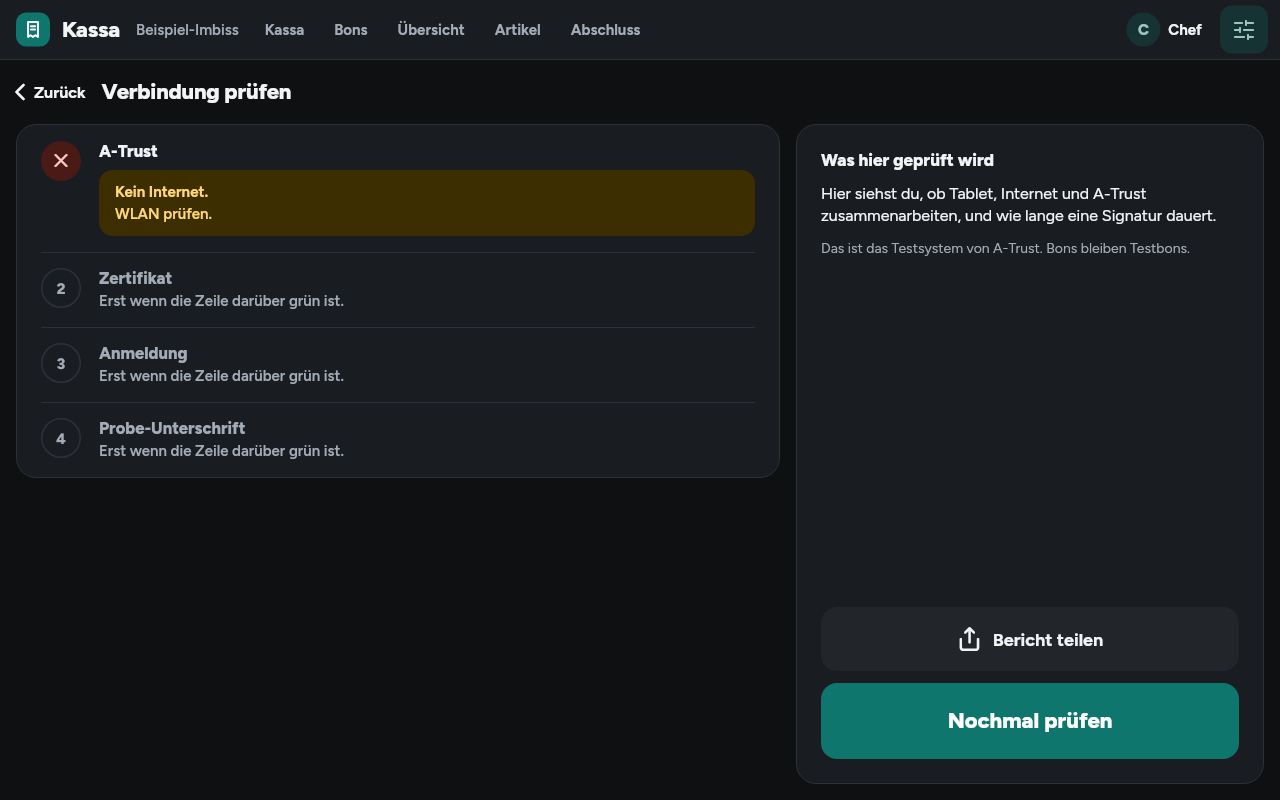 Kassa
Beispiel-Imbiss
Kassa
Bons
Übersicht
Artikel
Abschluss
C
Chef
Zurück
Verbindung prüfen
A-Trust
Kein Internet.
WLAN prüfen.
2
Zertifikat
Erst wenn die Zeile darüber grün ist.
3
Anmeldung
Erst wenn die Zeile darüber grün ist.
4
Probe-Unterschrift
Erst wenn die Zeile darüber grün ist.
Was hier geprüft wird
Hier siehst du, ob Tablet, Internet und A-Trust
zusammenarbeiten, und wie lange eine Signatur dauert.
Das ist das Testsystem von A-Trust. Bons bleiben Testbons.
Bericht teilen
Nochmal prüfen